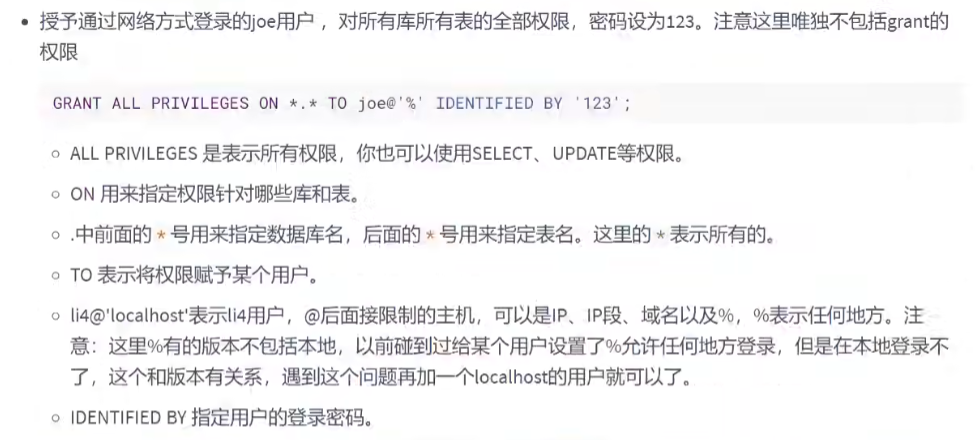 授予通过网络方式登录的joe用户 ，对所有库所有表的全部权限，密码设为123。注意这里唯独不包括grant的
权限
GRANT ALL PRIVILEGES ON *.* TO joe@'%' IDENTIFIED BY '123';
ALL PRIVILEGES 是表示所有权限，你也可以使用SELECT、UPDATE等权限。
ON 用来指定权限针对哪些库和表。
.中前面的 * 号用来指定数据库名，后面的 * 号用来指定表名。这里的 * 表示所有的。
TO 表示将权限赋予某个用户。
li4@'localhost'表示li4用户，@后面接限制的主机，可以是IP、IP段、域名以及%，%表示任何地方。注
意：这里%有的版本不包括本地，以前碰到过给某个用户设置了%允许任何地方登录，但是在本地登录不
了，这个和版本有关系，遇到这个问题再加一个localhost的用户就可以了。
IDENTIFIED BY 指定用户的登录密码。